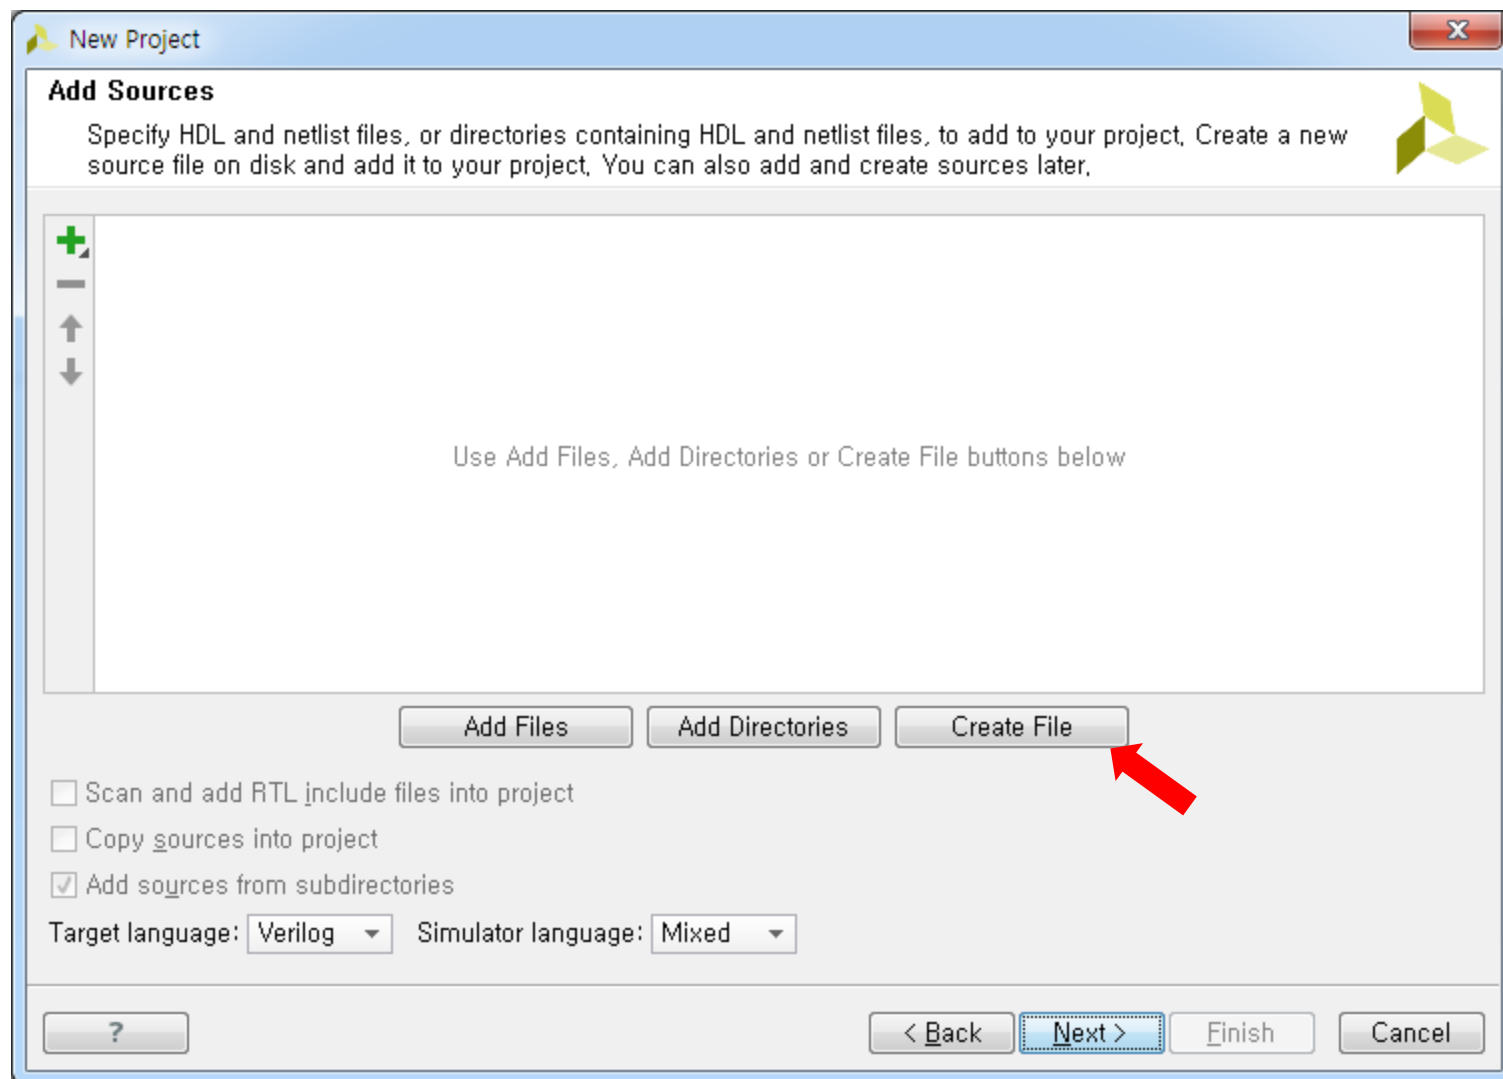 New Project
Add Sources
Specify HDL and netlist files, or directories containing HDL and netlist files, to add to your project. Create a new
source file on disk and add it to your project. You can also add and create sources later.
Use Add Files, Add Directories or Create File buttons below
Add Files Add Directories Create File
Scan and add RTL include files into project
Copy sources into project
Add sources from subdirectories
Target language: Verilog Simulator language: Mixed
? < Back Next > Finish Cancel